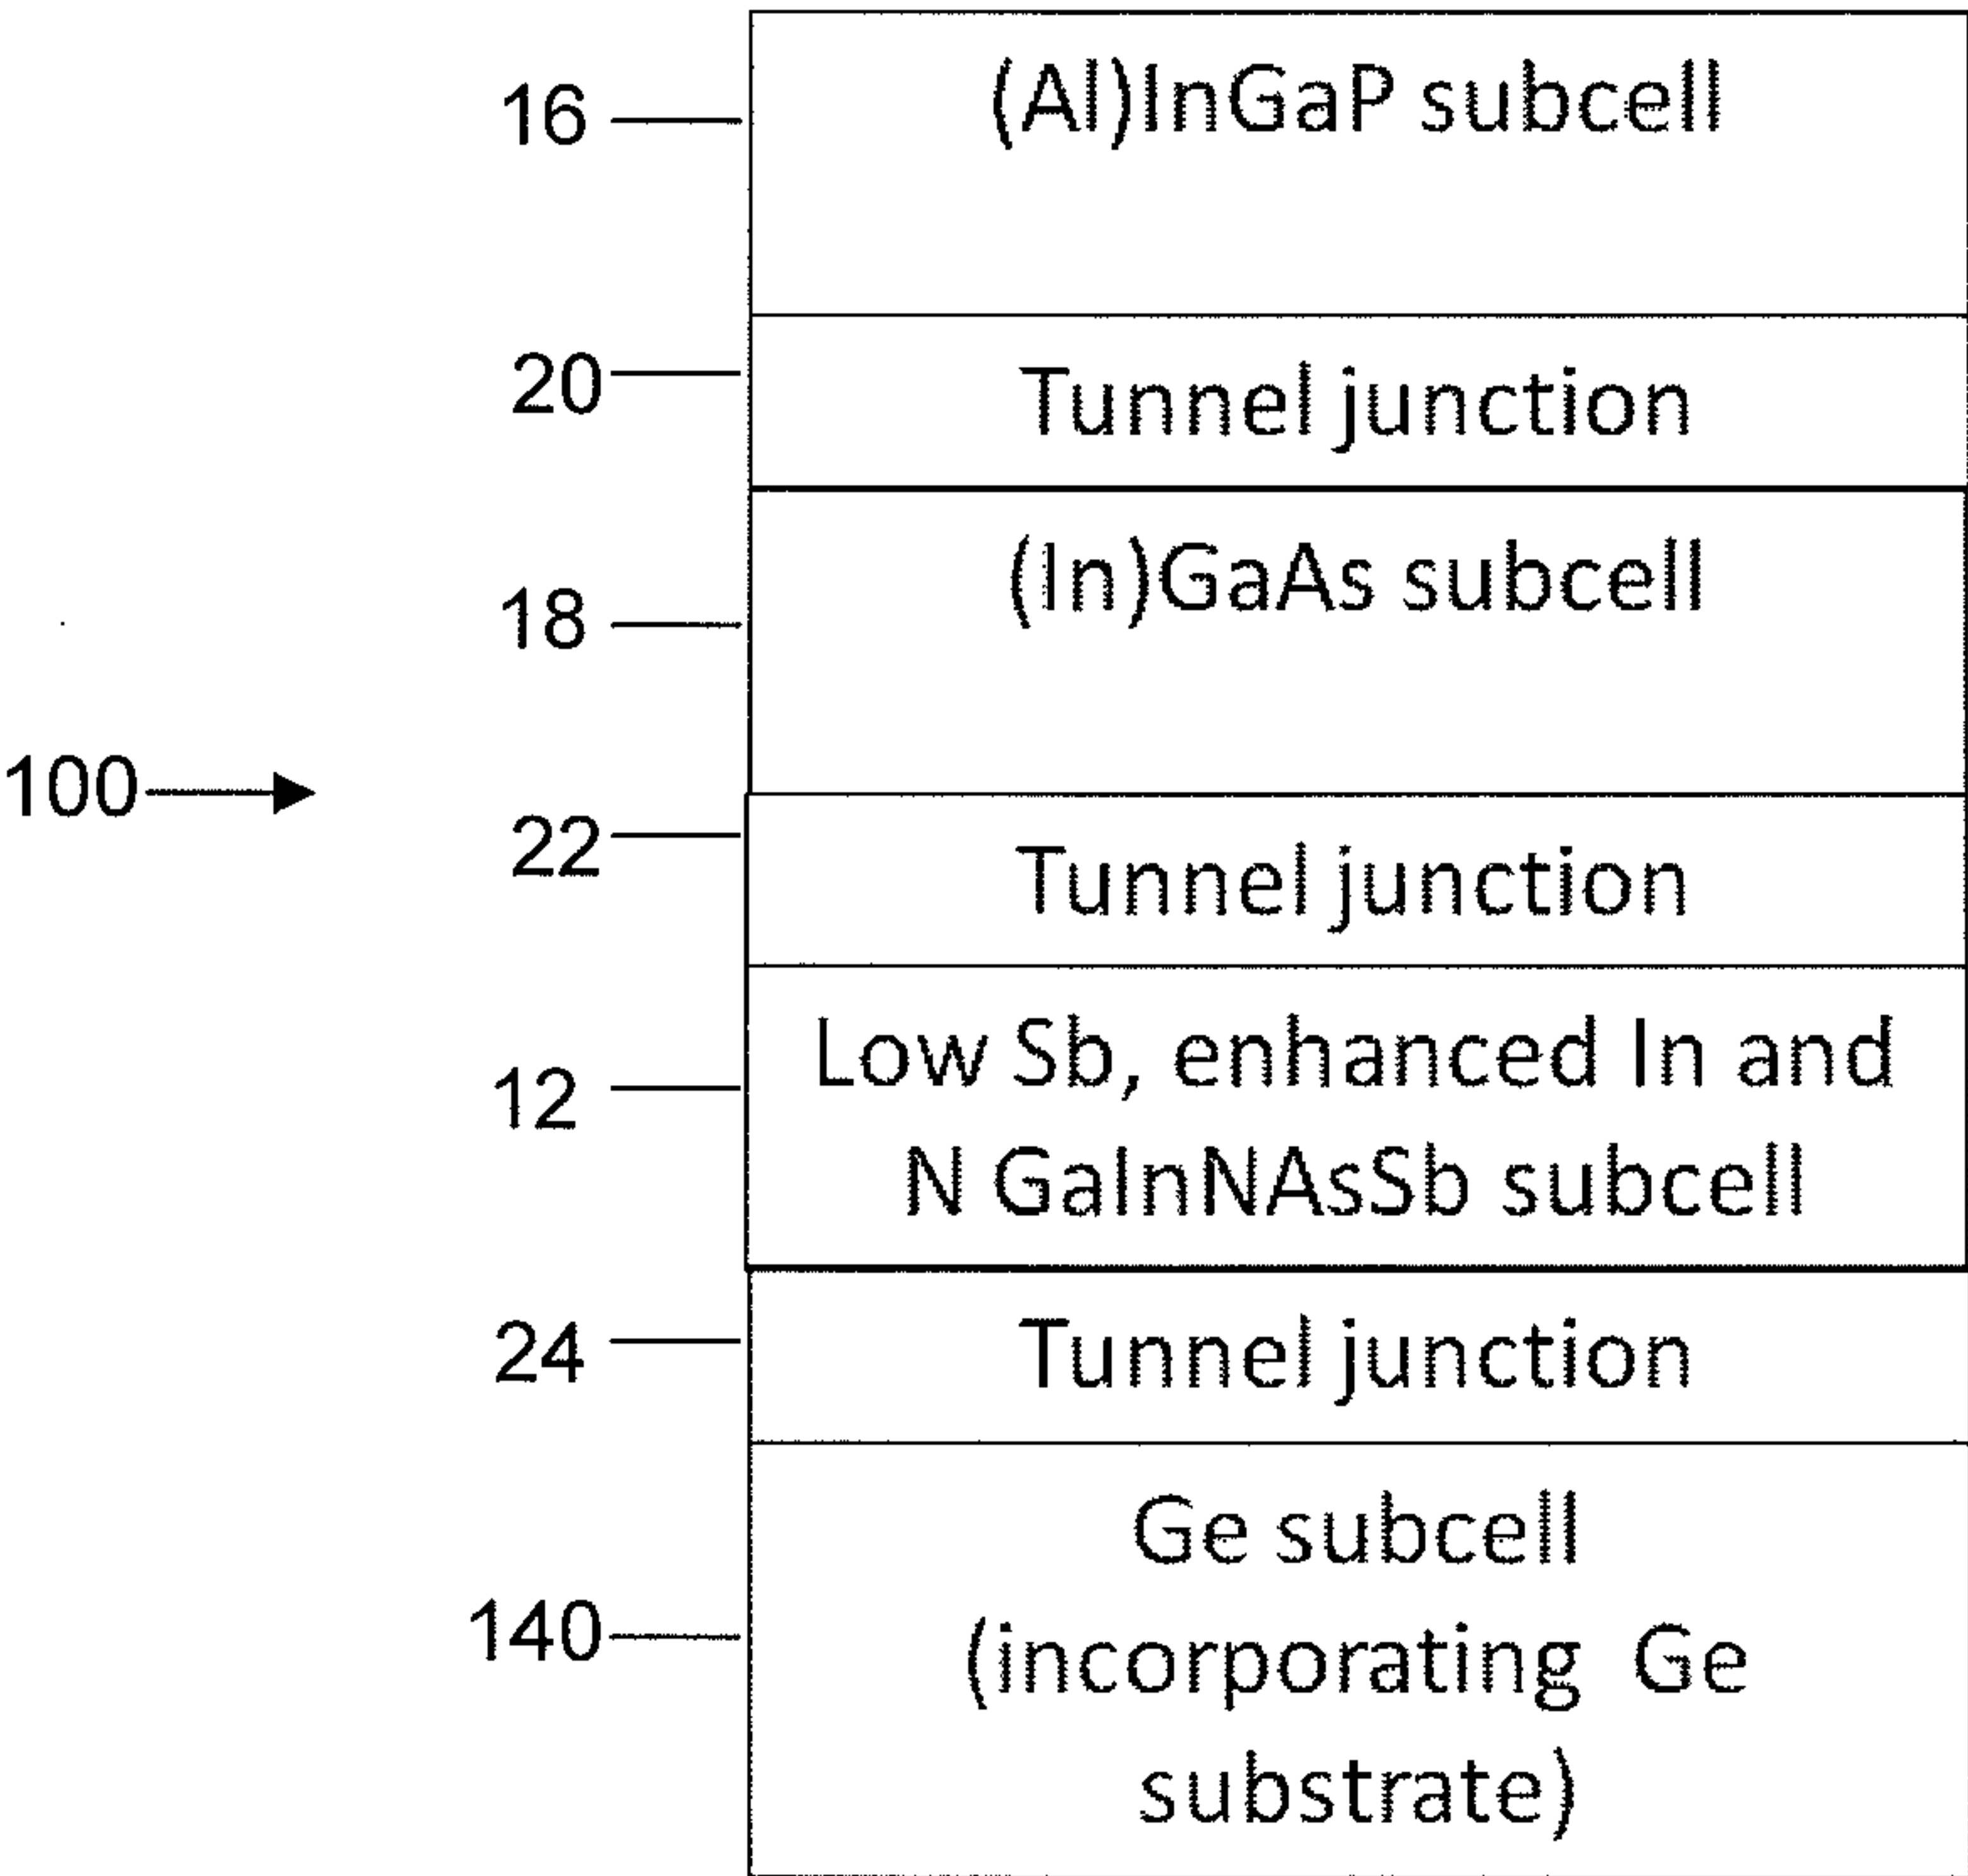 16
(Al)InGaP subcell
20
Tunnel junction
18
(In)GaAs subcell
100
22
Tunnel junction
12
Low Sb, enhanced In and
N GaInNAsSb subcell
24
Tunnel junction
140
Ge subcell
(incorporating Ge
substrate)